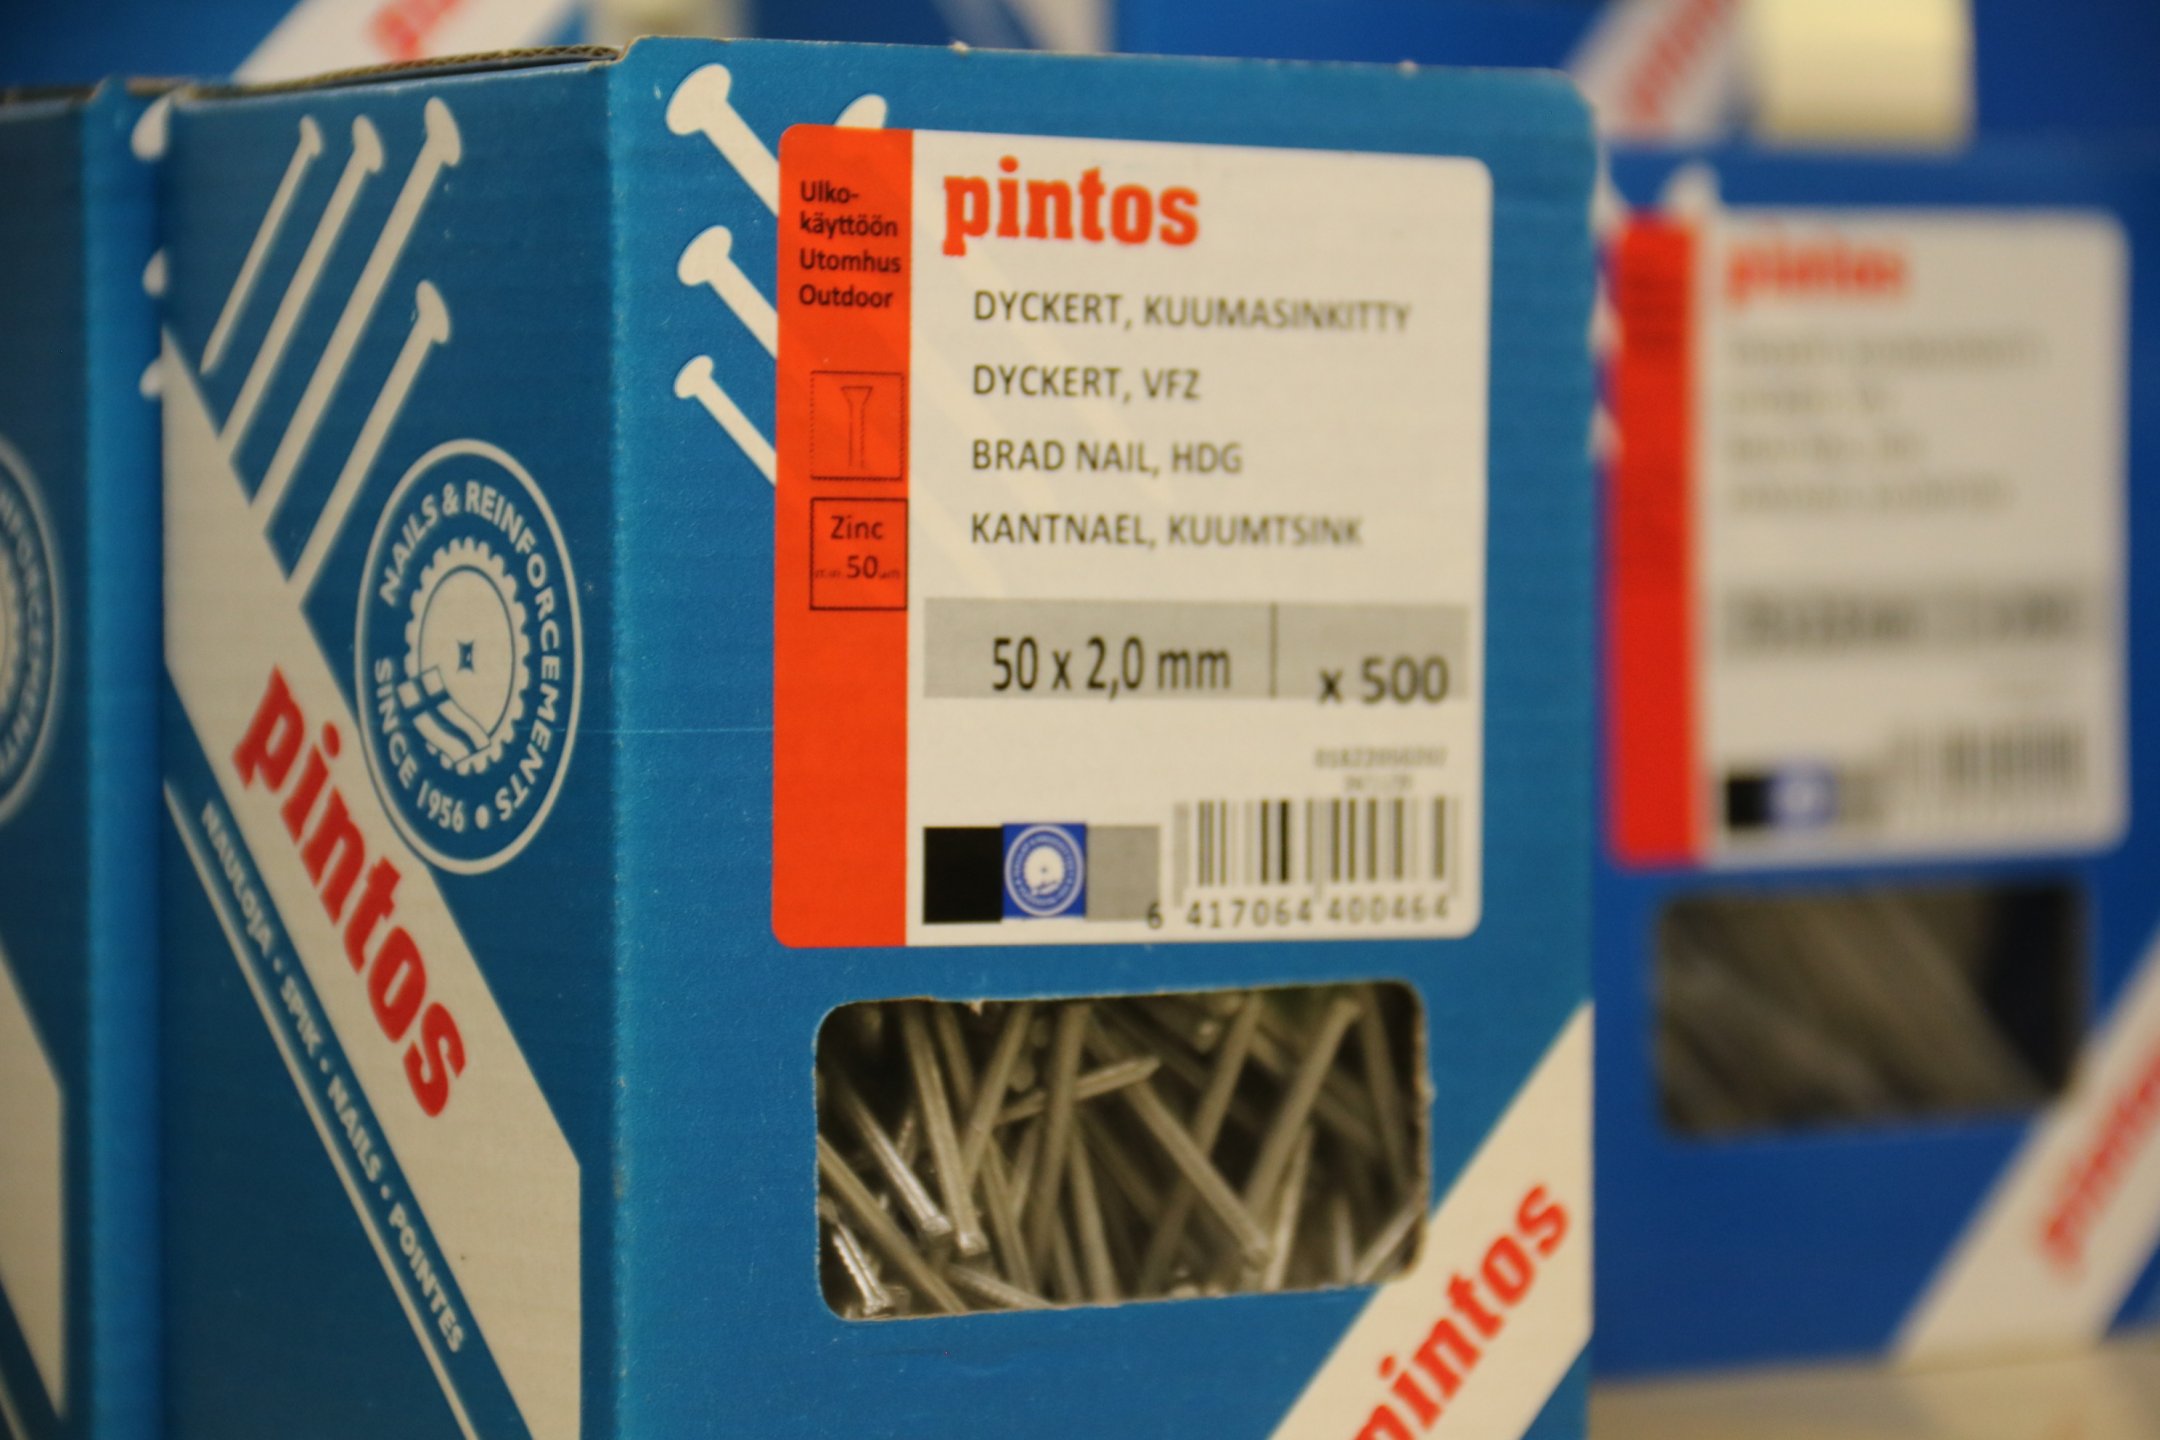 pintos
Ulko-
käyttöön
Utomhus
Outdoor
DYCKERT, KUUMASINKITTY
DYCKERT, VFZ
BRAD NAIL, HDG
KANTNAEL, KUUMTSINK
Zinc
50
50 x 2,0 mm
x 500
6 417064 400464
NAILS & REINFORCEMENTS • SINCE 1956 •
pintos
NAULOJA • SPIK • NAILS • POINTES
pintos
pintos
pintos